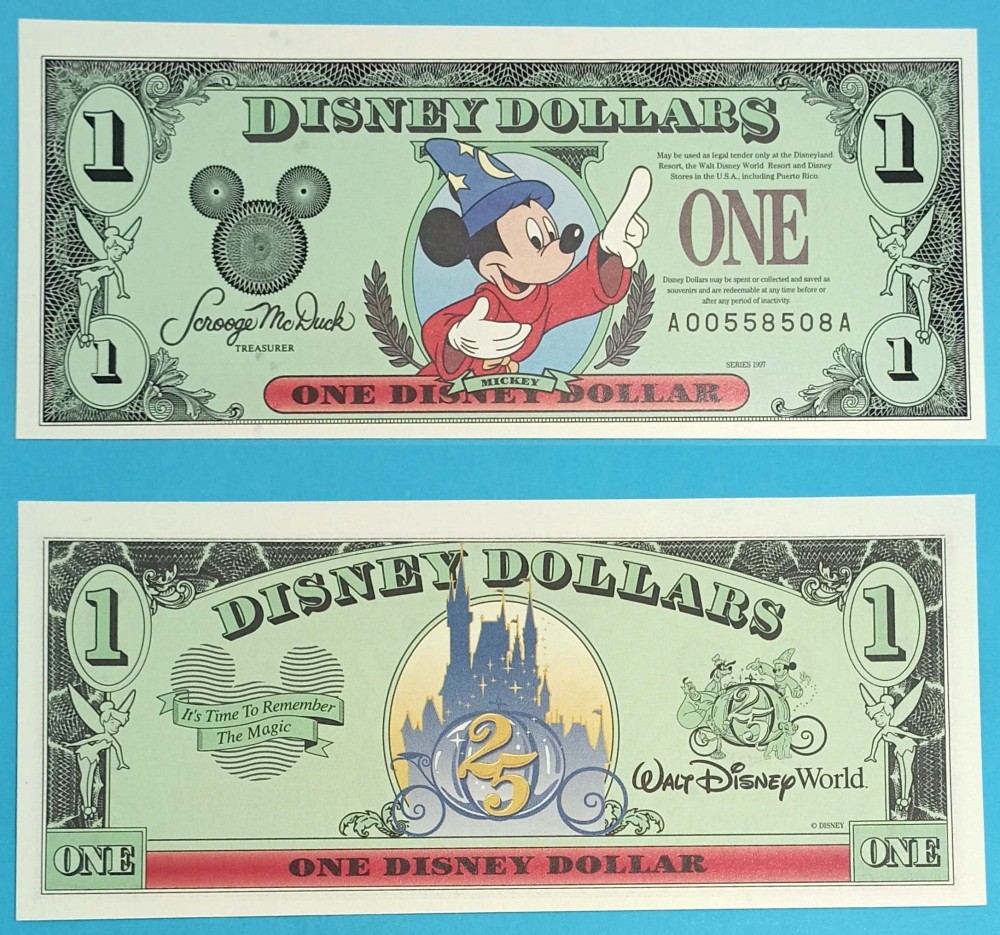 DISNEY DOLLARS
1
1
May be used as legal tender only at the Disneyland
Resort, the Walt Disney World Resort and Disney
Stores in the U.S.A., including Puerto Rico.
ONE
Disney Dollars may be spent or collected and saved as
souvenirs and are redeemable at any time before or
after any period of inactivity.
A00558508A
Scrooge McDuck
TREASURER
1
1
SERIES 1997
MICKEY
ONE DISNEY DOLLAR
DISNEY DOLLARS
1
1
It's Time To Remember
The Magic
25
25
Walt Disney World.
© DISNEY
ONE
ONE DISNEY DOLLAR
ONE